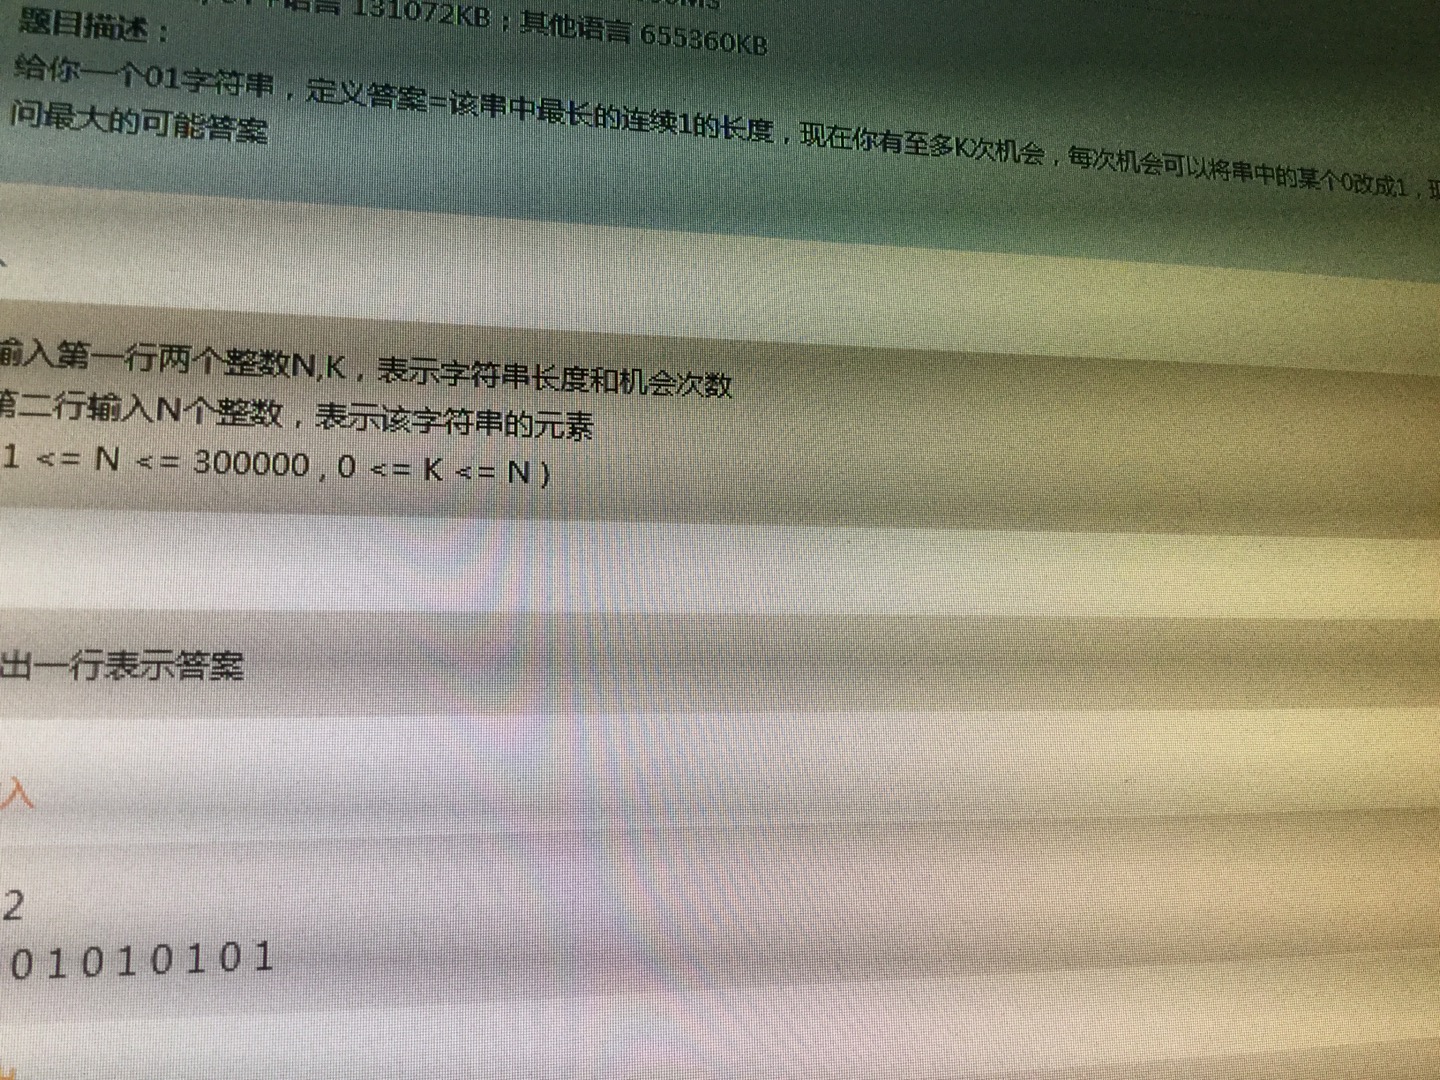 语言 131072KB；其他语言 655360KB
题目描述：
给你一个01字符串，定义答案=该串中最长的连续1的长度，现在你有至多K次机会，每次机会可以将串中的某个0改成1，现
问最大的可能答案
输入第一行两个整数N,K，表示字符串长度和机会次数
第二行输入N个整数，表示该字符串的元素
1 <= N <= 300000 , 0 <= K <= N )
出一行表示答案
入
2
0 1 0 1 0 1 0 1